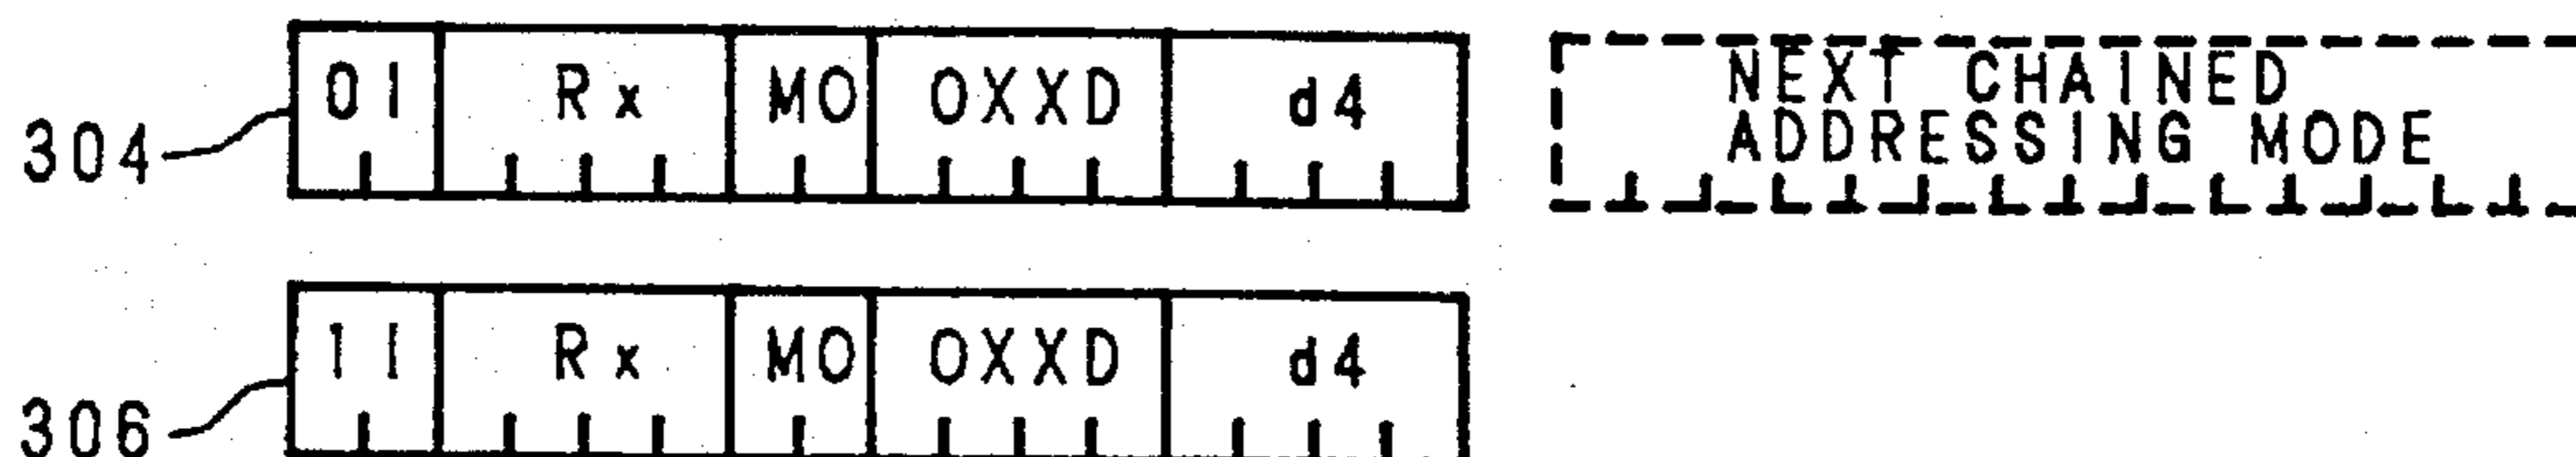 304 01 Rx M0 0XXD d4 NEXT CHAINED
ADDRESSING MODE
306 11 Rx M0 0XXD d4